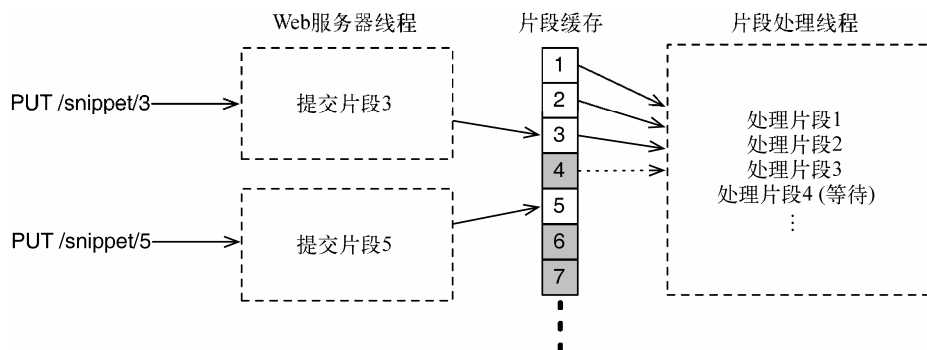 Web服务器线程
片段缓存
片段处理线程
PUT /snippet/3
提交片段3
PUT /snippet/5
提交片段5
1
2
3
4
5
6
7
处理片段1
处理片段2
处理片段3
处理片段4 (等待)
⋮